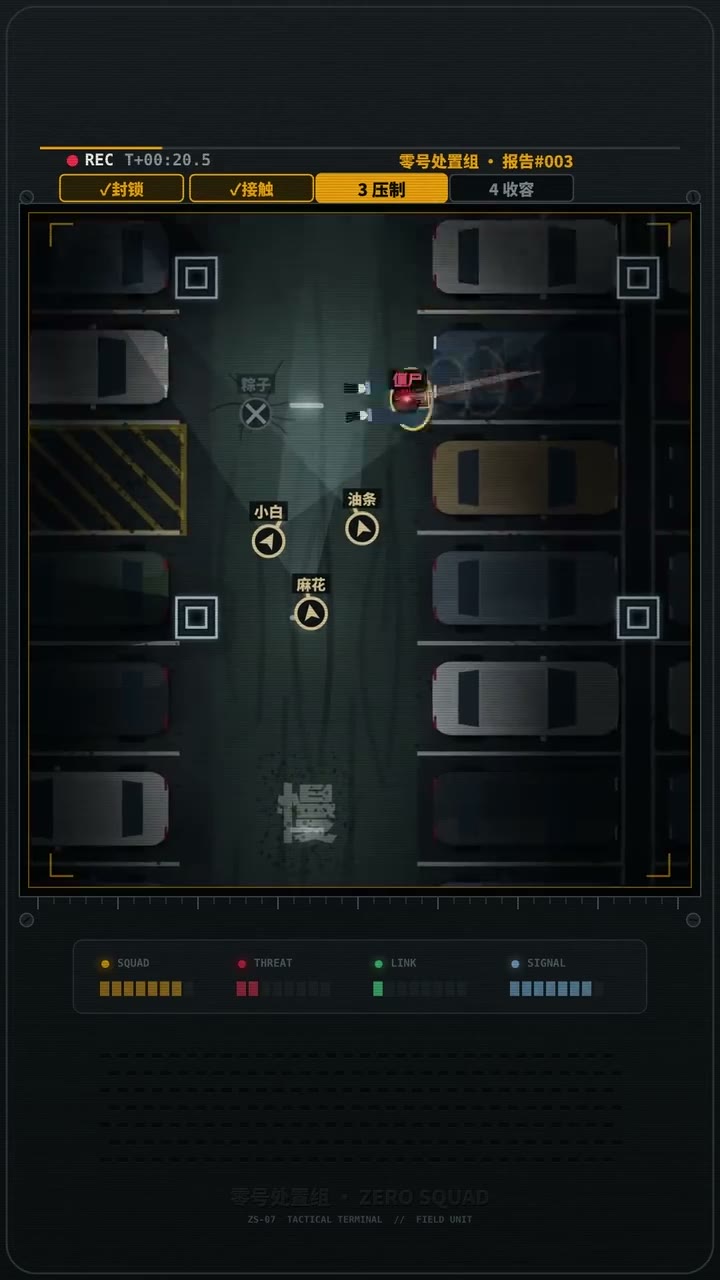 REC T+00:20.5
零号处置组 · 报告#003
✓封锁
✓接触
3 压制
4 收容
僵尸
粽子
油条
小白
麻花
慢
SQUAD
THREAT
LINK
SIGNAL
零号处置组 · ZERO SQUAD
ZS-07 TACTICAL TERMINAL // FIELD UNIT